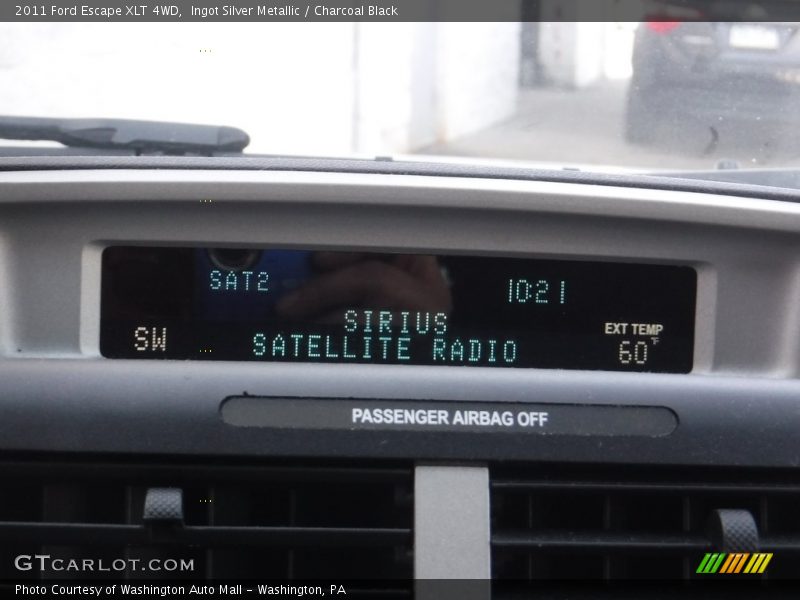 2011 Ford Escape XLT 4WD, Ingot Silver Metallic / Charcoal Black
SAT2
10:21
SIRIUS
SW
SATELLITE RADIO
EXT TEMP
60°F
PASSENGER AIRBAG OFF
GTCARLOT.COM
Photo Courtesy of Washington Auto Mall - Washington, PA